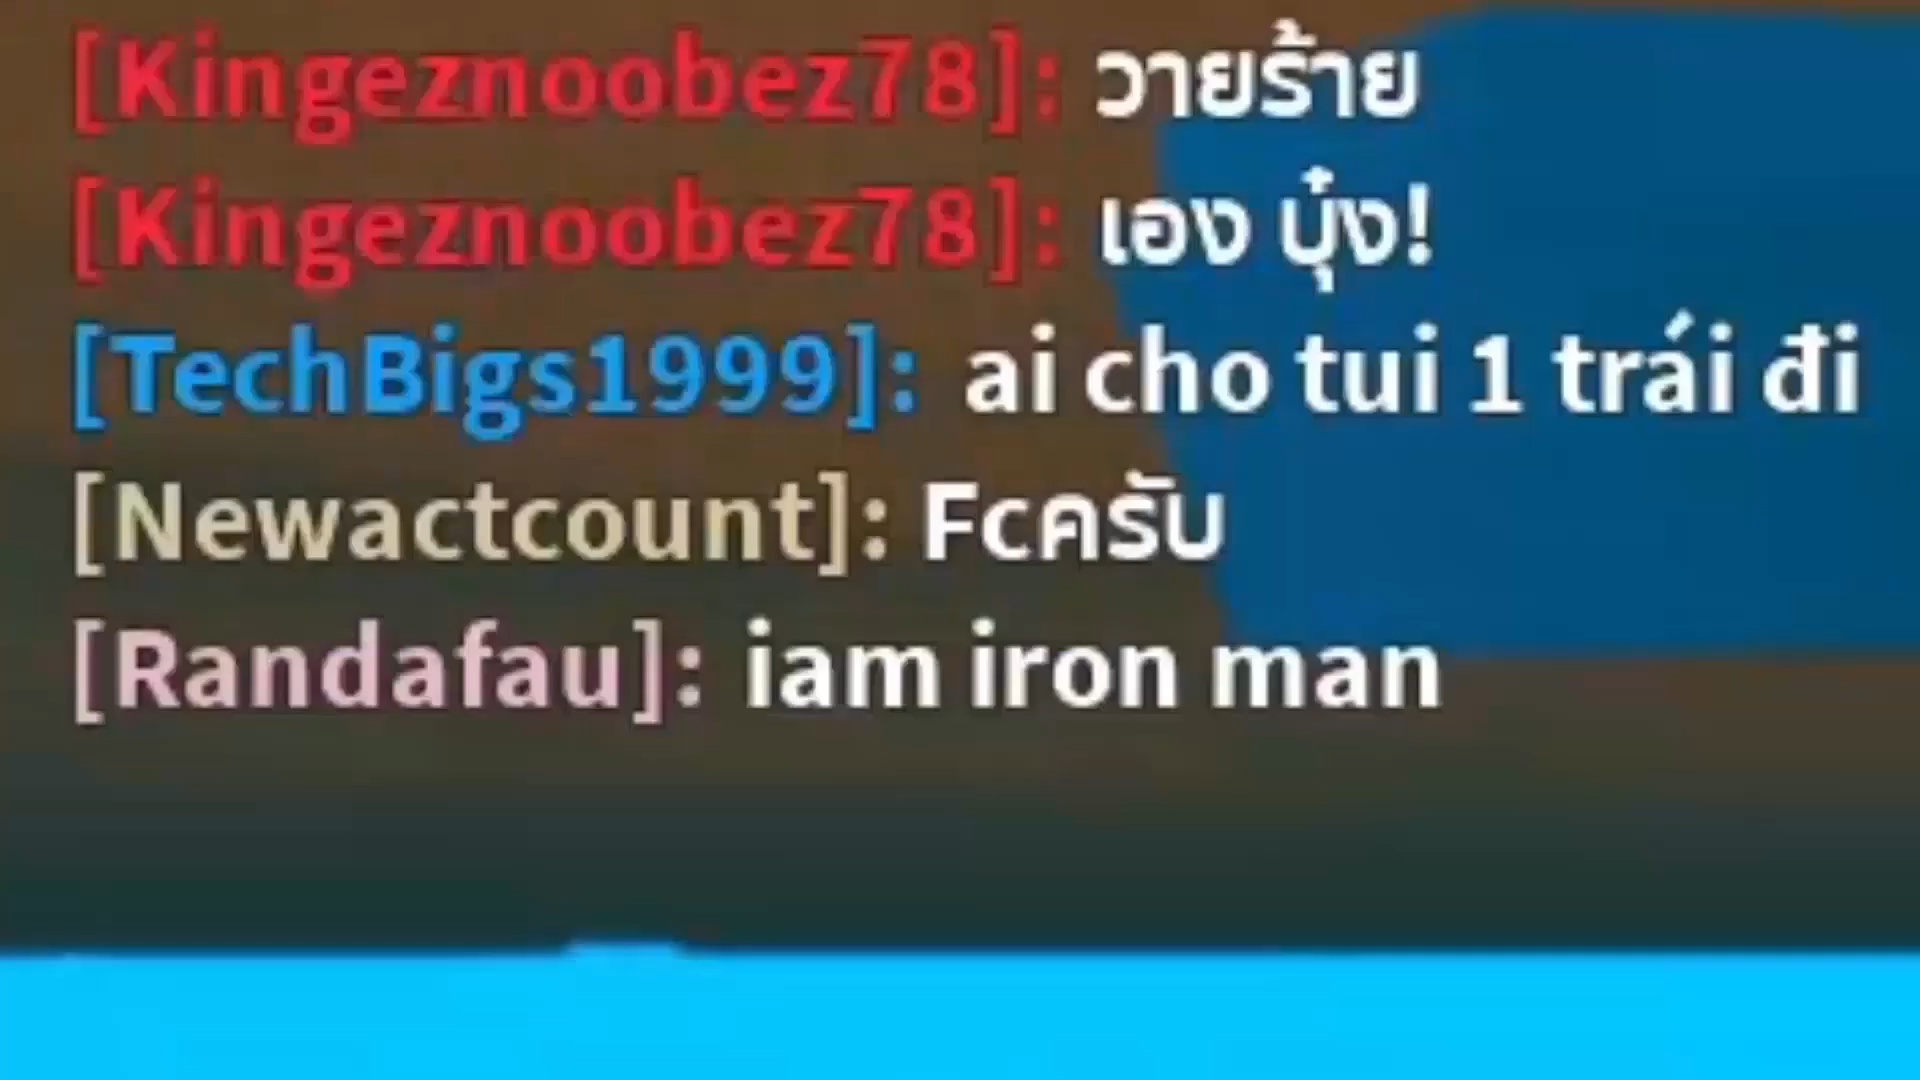 [Kingeznoobez78]: วายร้าย
[Kingeznoobez78]: เอง บุ๋ง!
[TechBigs1999]: ai cho tui 1 trái đi
[Newactcount]: Fcครับ
[Randafau]: iam iron man